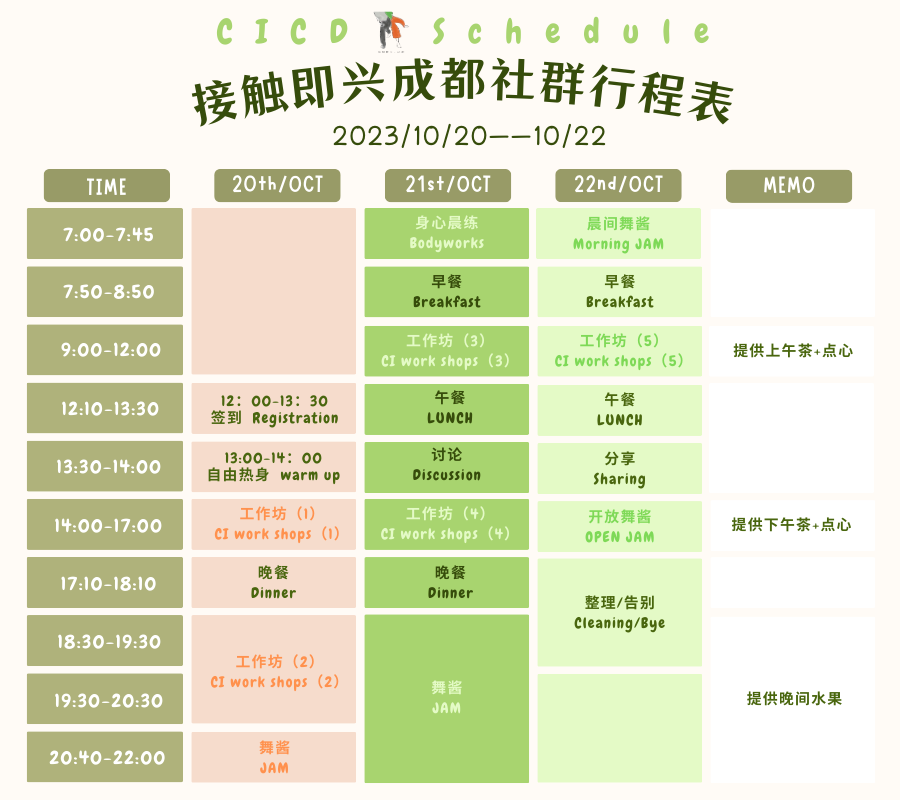 CICD Schedule
接触即兴成都社群行程表
2023/10/20——10/22
TIME
20th/OCT
21st/OCT
22nd/OCT
MEMO
7:00-7:45
身心晨练
Bodyworks
晨间舞酱
Morning JAM
7:50-8:50
早餐
Breakfast
早餐
Breakfast
9:00-12:00
工作坊（3）
CI work shops（3）
工作坊（5）
CI work shops（5）
提供上午茶+点心
12:10-13:30
12：00-13：30
签到 Registration
午餐
LUNCH
午餐
LUNCH
13:30-14:00
13:00-14：00
自由热身 warm up
讨论
Discussion
分享
Sharing
14:00-17:00
工作坊（1）
CI work shops（1）
工作坊（4）
CI work shops（4）
开放舞酱
OPEN JAM
提供下午茶+点心
17:10-18:10
晚餐
Dinner
晚餐
Dinner
整理/告别
Cleaning/Bye
18:30-19:30
工作坊（2）
CI work shops（2）
19:30-20:30
舞酱
JAM
提供晚间水果
20:40-22:00
舞酱
JAM